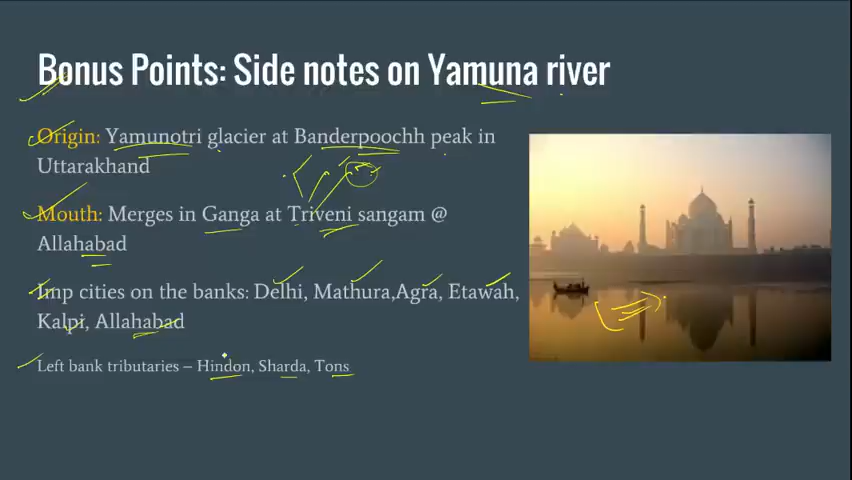 Bonus Points: Side notes on Yamuna river
Origin: Yamunotri glacier at Banderpoochh peak in
Uttarakhand
Mouth: Merges in Ganga at Triveni sangam @
Allahabad
Imp cities on the banks: Delhi, Mathura,Agra, Etawah,
Kalpi, Allahabad
Left bank tributaries – Hindon, Sharda, Tons